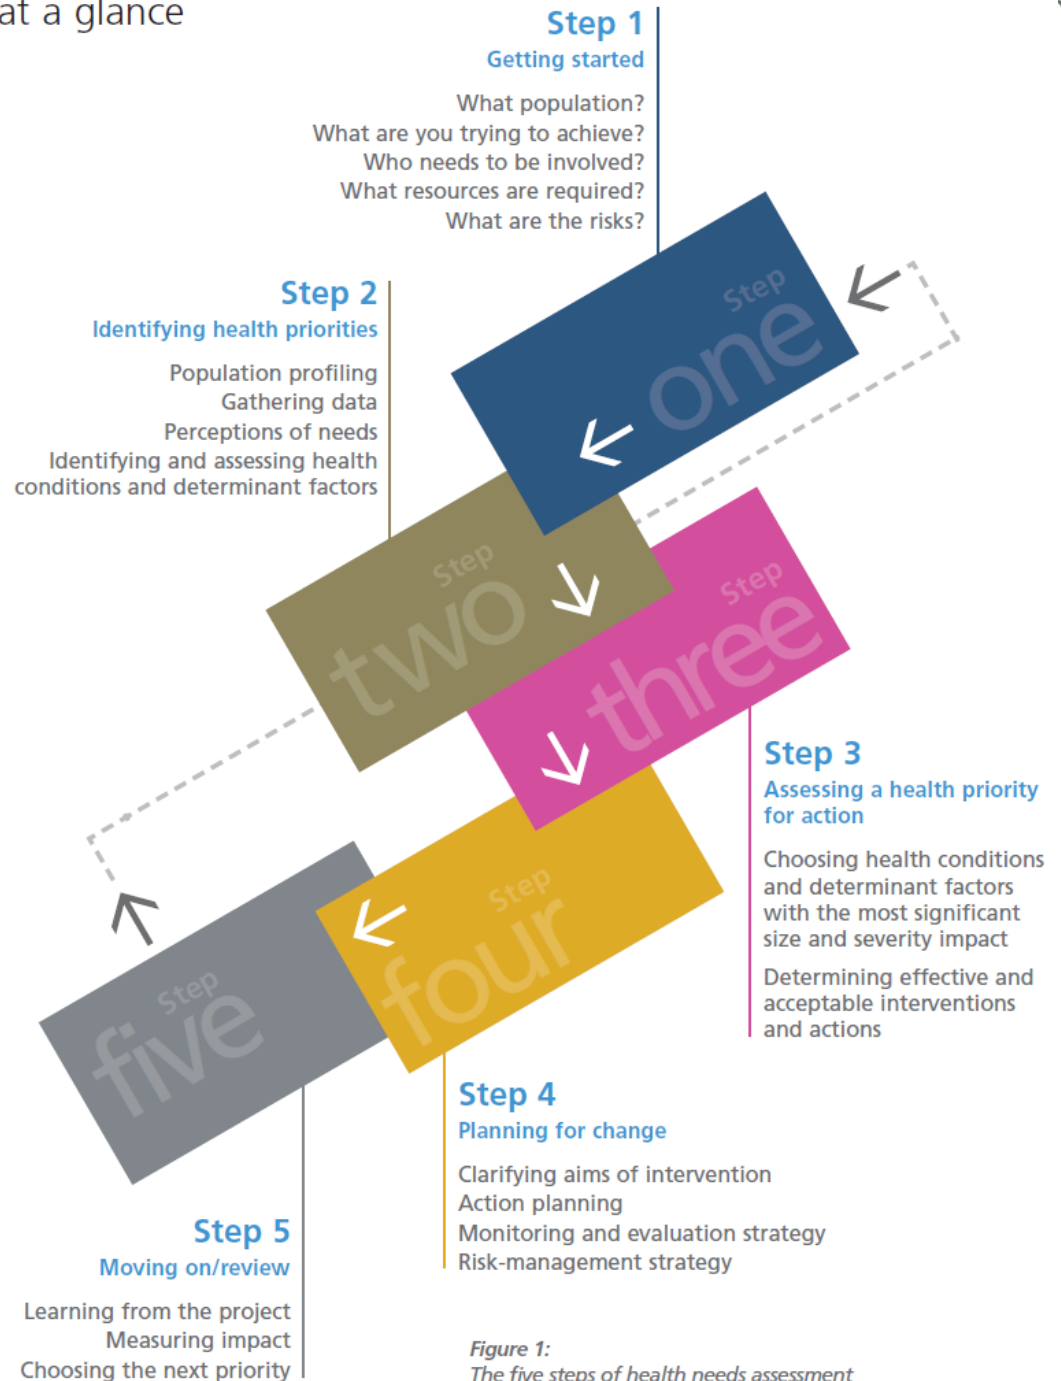 at a glance
Step 1
Getting started
What population?
What are you trying to achieve?
Who needs to be involved?
What resources are required?
What are the risks?
Step
one
Step 2
Identifying health priorities
Population profiling
Gathering data
Perceptions of needs
Identifying and assessing health
conditions and determinant factors
Step
two
Step
three
Step 3
Assessing a health priority
for action
Choosing health conditions
and determinant factors
with the most significant
size and severity impact
Determining effective and
acceptable interventions
and actions
Step
four
Step
five
Step 4
Planning for change
Clarifying aims of intervention
Action planning
Monitoring and evaluation strategy
Risk-management strategy
Step 5
Moving on/review
Learning from the project
Measuring impact
Choosing the next priority
Figure 1:
The five steps of health needs assessment